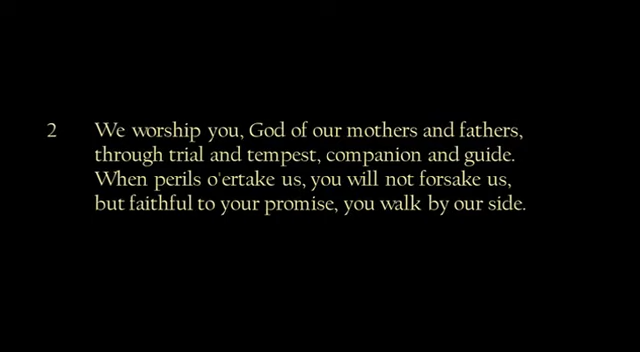 2 We worship you, God of our mothers and fathers,
through trial and tempest, companion and guide.
When perils o'ertake us, you will not forsake us,
but faithful to your promise, you walk by our side.